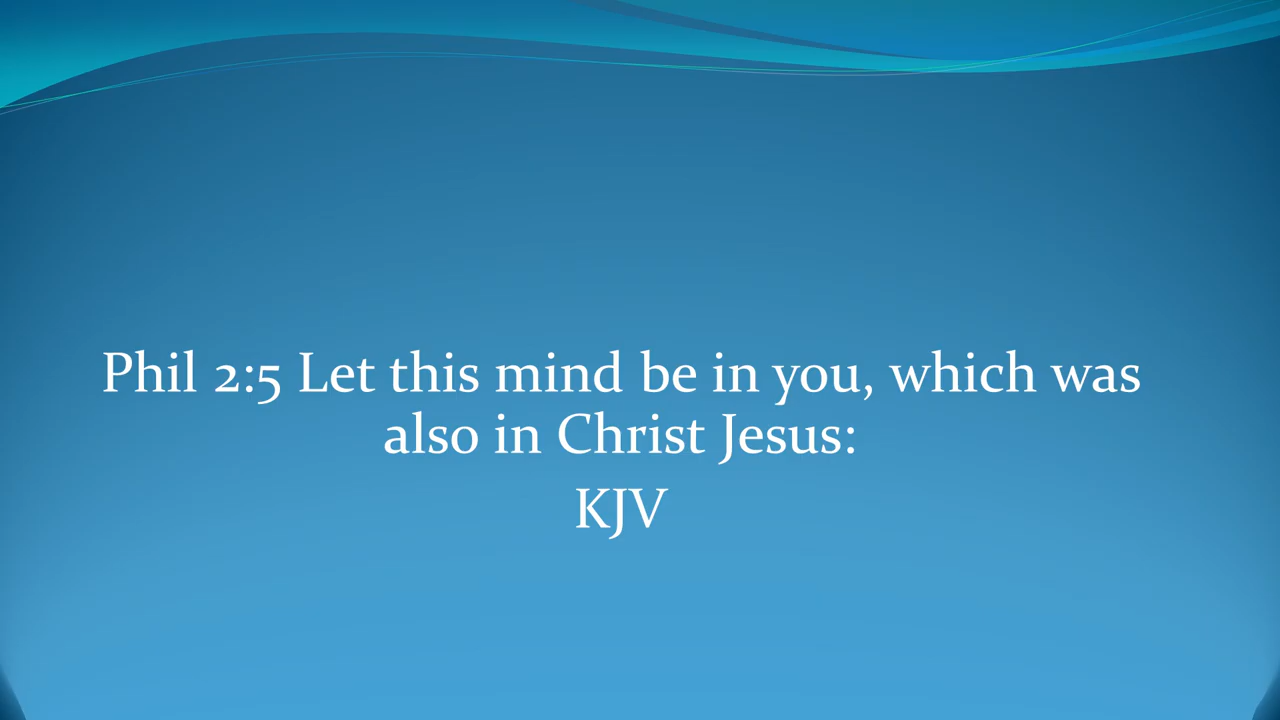 Phil 2:5 Let this mind be in you, which was
also in Christ Jesus:
KJV